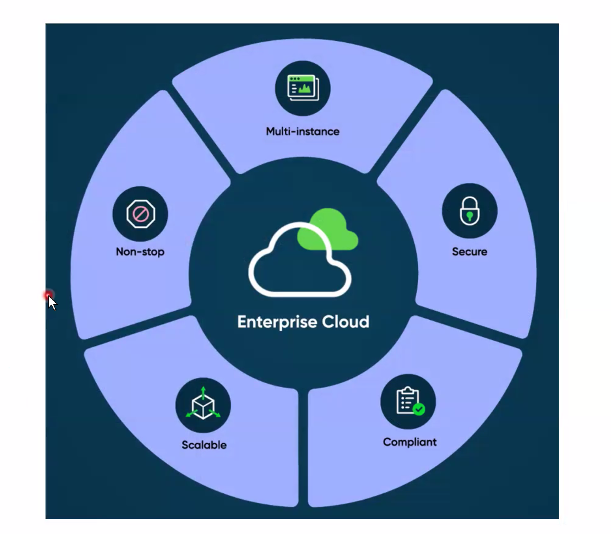 Multi-instance
Non-stop
Secure
Enterprise Cloud
Scalable
Compliant